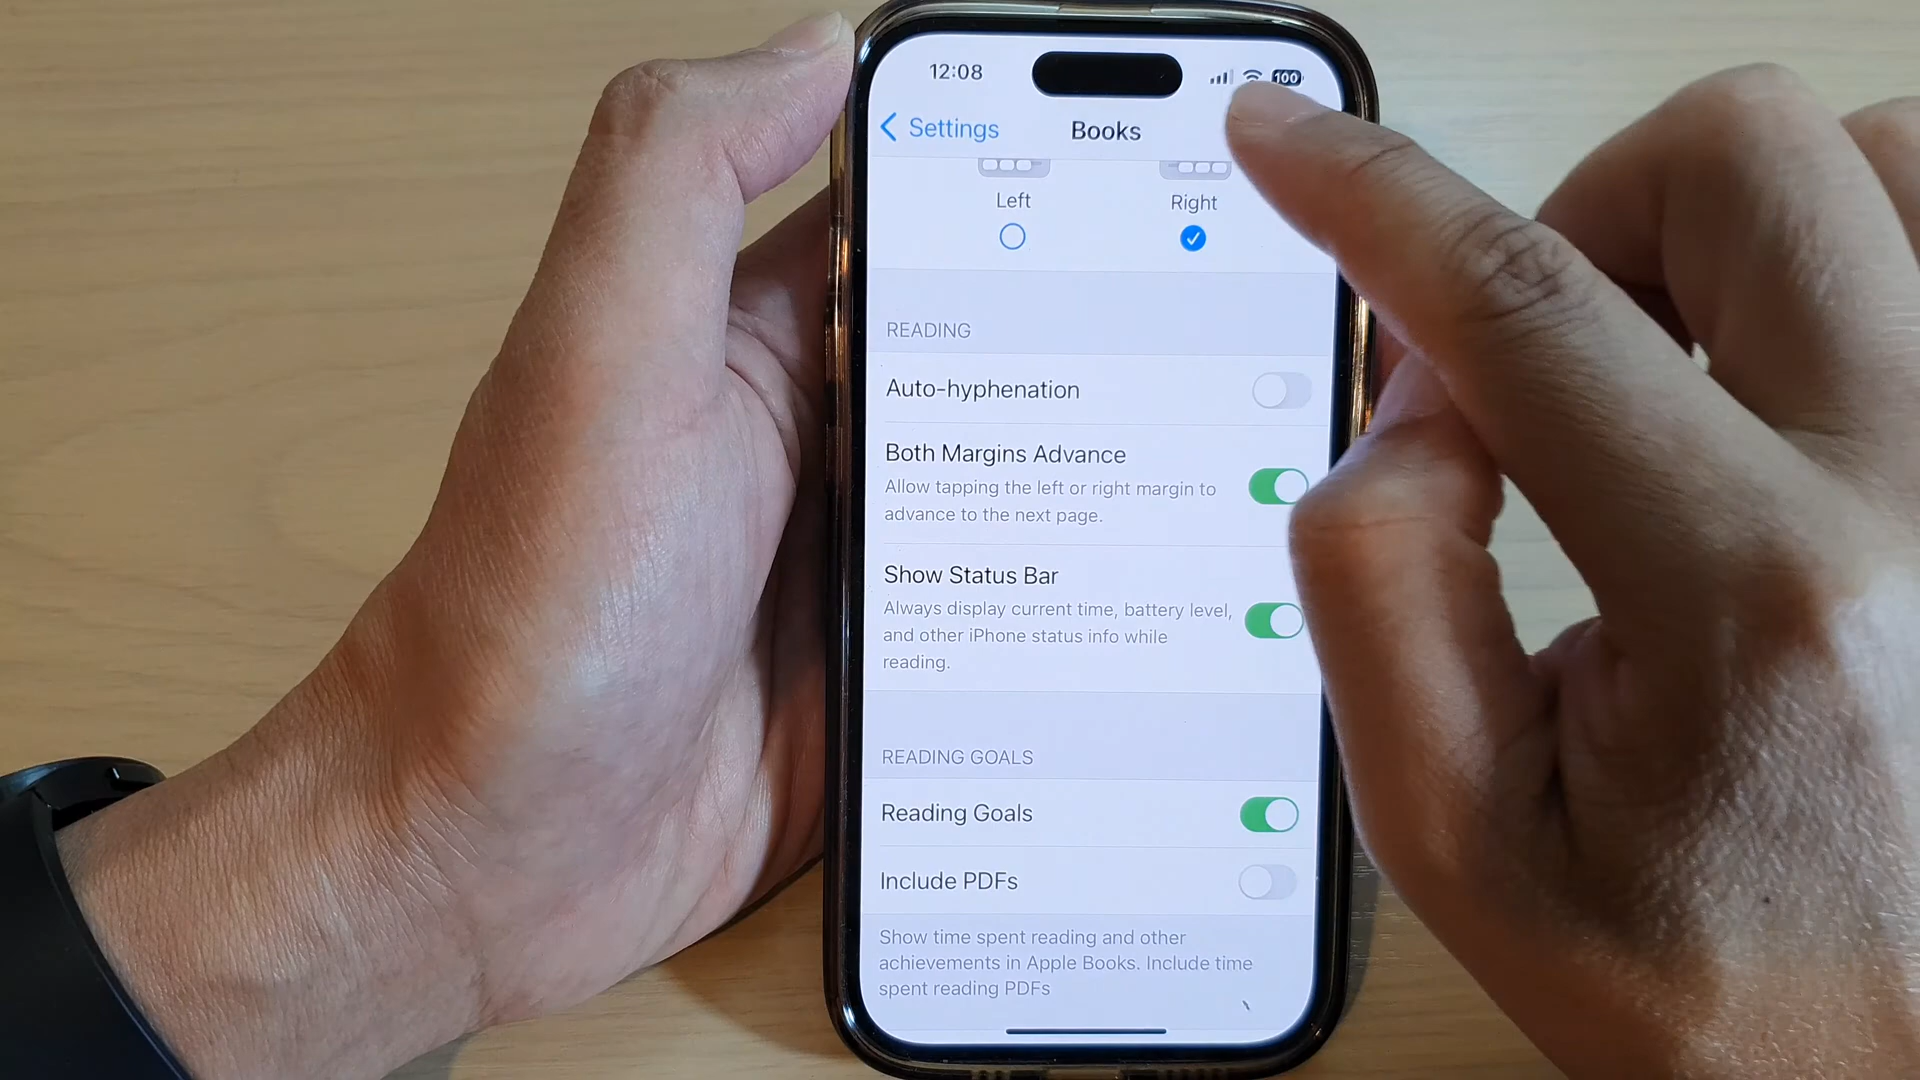 12:08 100
Settings Books
Left Right
READING
Auto-hyphenation
Both Margins Advance
Allow tapping the left or right margin to
advance to the next page.
Show Status Bar
Always display current time, battery level,
and other iPhone status info while
reading.
READING GOALS
Reading Goals
Include PDFs
Show time spent reading and other
achievements in Apple Books. Include time
spent reading PDFs